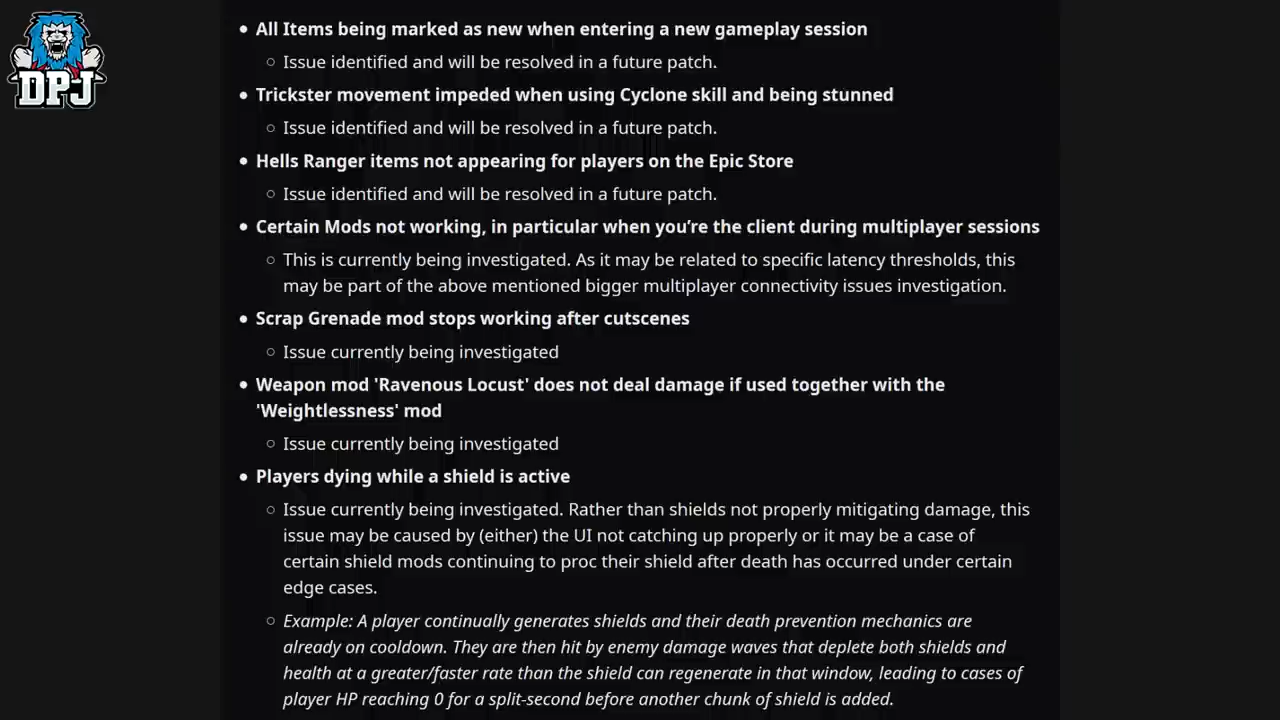 DPJ
• All Items being marked as new when entering a new gameplay session
○ Issue identified and will be resolved in a future patch.
• Trickster movement impeded when using Cyclone skill and being stunned
○ Issue identified and will be resolved in a future patch.
• Hells Ranger items not appearing for players on the Epic Store
○ Issue identified and will be resolved in a future patch.
• Certain Mods not working, in particular when you’re the client during multiplayer sessions
○ This is currently being investigated. As it may be related to specific latency thresholds, this
may be part of the above mentioned bigger multiplayer connectivity issues investigation.
• Scrap Grenade mod stops working after cutscenes
○ Issue currently being investigated
• Weapon mod 'Ravenous Locust' does not deal damage if used together with the
'Weightlessness' mod
○ Issue currently being investigated
• Players dying while a shield is active
○ Issue currently being investigated. Rather than shields not properly mitigating damage, this
issue may be caused by (either) the UI not catching up properly or it may be a case of
certain shield mods continuing to proc their shield after death has occurred under certain
edge cases.
○ Example: A player continually generates shields and their death prevention mechanics are
already on cooldown. They are then hit by enemy damage waves that deplete both shields and
health at a greater/faster rate than the shield can regenerate in that window, leading to cases of
player HP reaching 0 for a split-second before another chunk of shield is added.